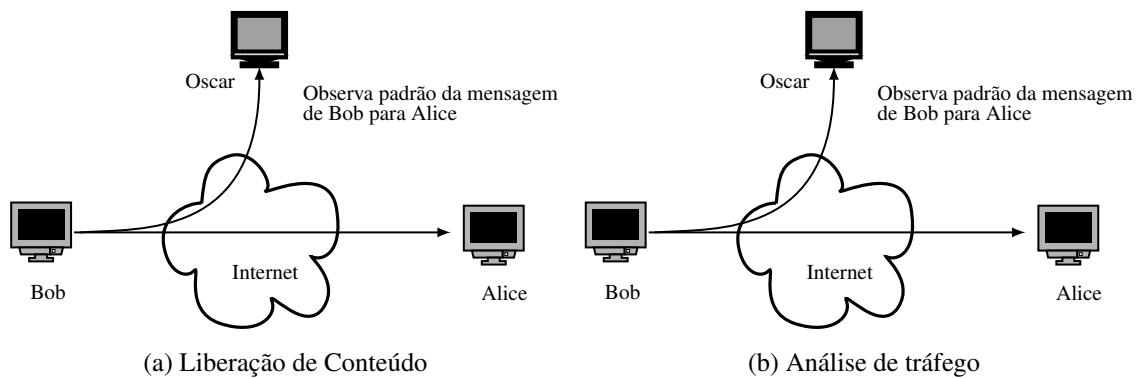 Oscar
Observa padrão da mensagem
de Bob para Alice
Internet
Bob
Alice
(a) Liberação de Conteúdo
Oscar
Observa padrão da mensagem
de Bob para Alice
Internet
Bob
Alice
(b) Análise de tráfego